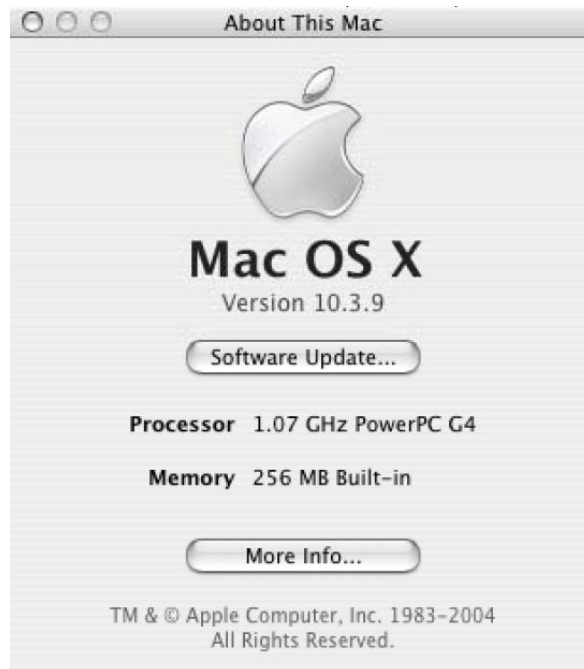 About This Mac
Mac OS X
Version 10.3.9
Software Update...
Processor 1.07 GHz PowerPC G4
Memory 256 MB Built-in
More Info...
TM & © Apple Computer, Inc. 1983-2004
All Rights Reserved.